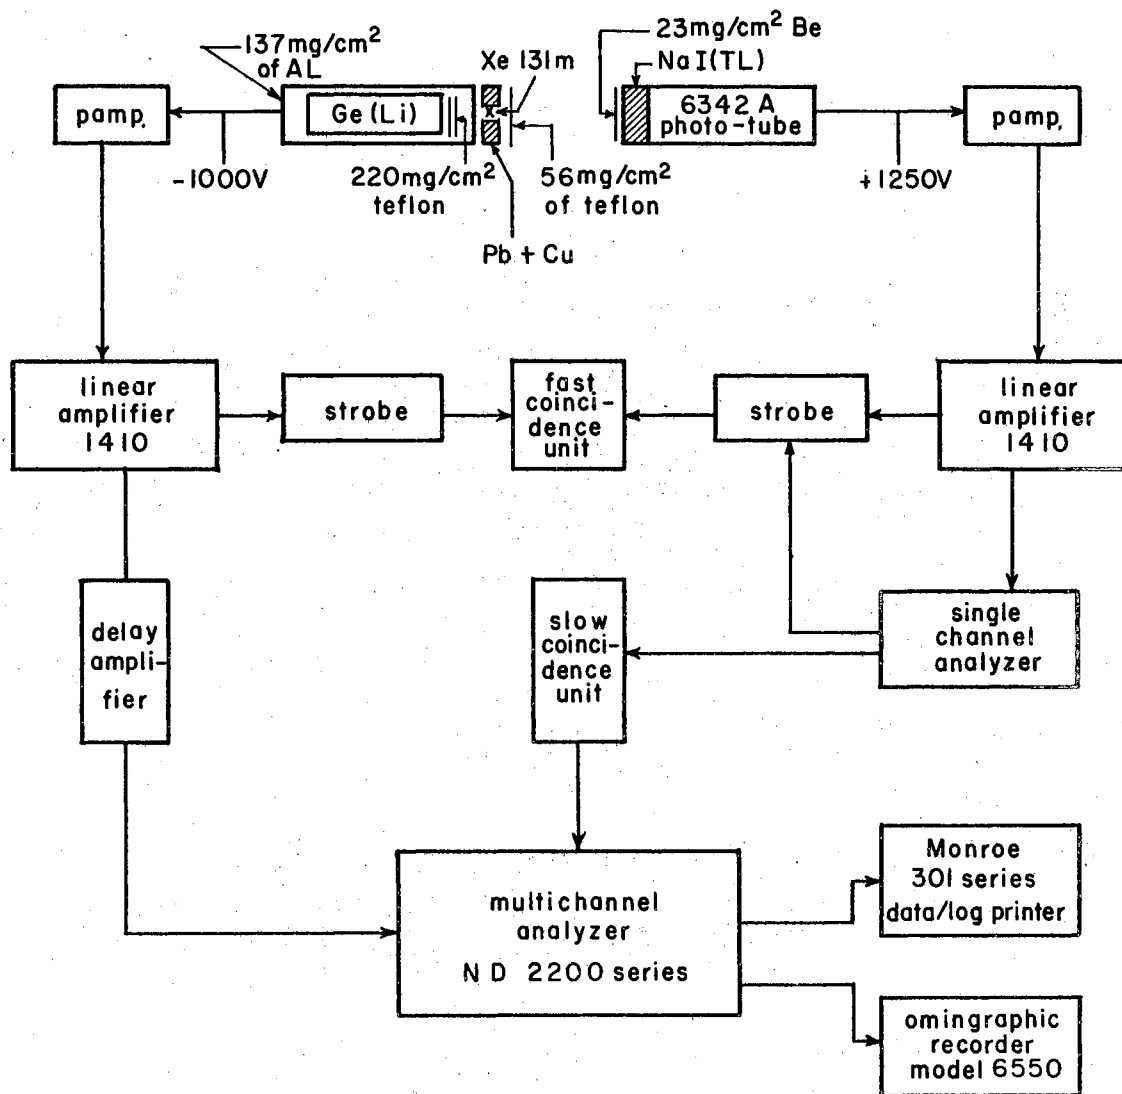 137mg/cm²
of AL
Xe 131m
23mg/cm² Be
Na I(TL)
pamp.
Ge (Li)
x
6342 A
photo-tube
pamp.
-1000V
220mg/cm²
teflon
56mg/cm²
of teflon
+1250V
Pb + Cu
linear
amplifier
1410
strobe
fast
coinci-
dence
unit
strobe
linear
amplifier
1410
delay
ampli-
fier
slow
coinci-
dence
unit
single
channel
analyzer
multichannel
analyzer
N D 2200 series
Monroe
301 series
data/log printer
omingraphic
recorder
model 6550